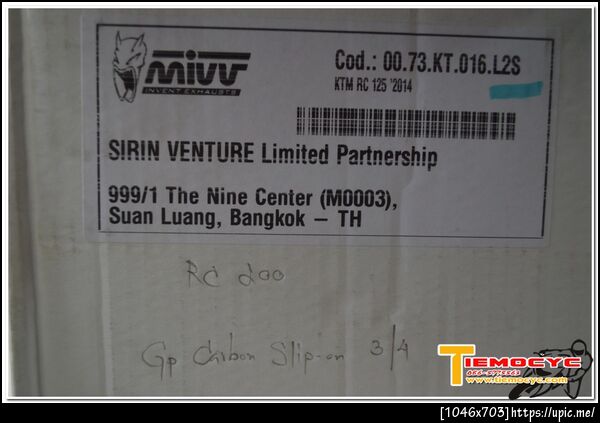 MIVV
INVENT EXHAUSTS
Cod.: 00.73.KT.016.L2S
KTM RC 125 '2014
SIRIN VENTURE Limited Partnership
999/1 The Nine Center (M0003),
Suan Luang, Bangkok – TH
RC 200
Gp Carbon Slip-on 3/4
TIEMOCYC
www.tiemocyc.com
[1046x703]https://upic.me/